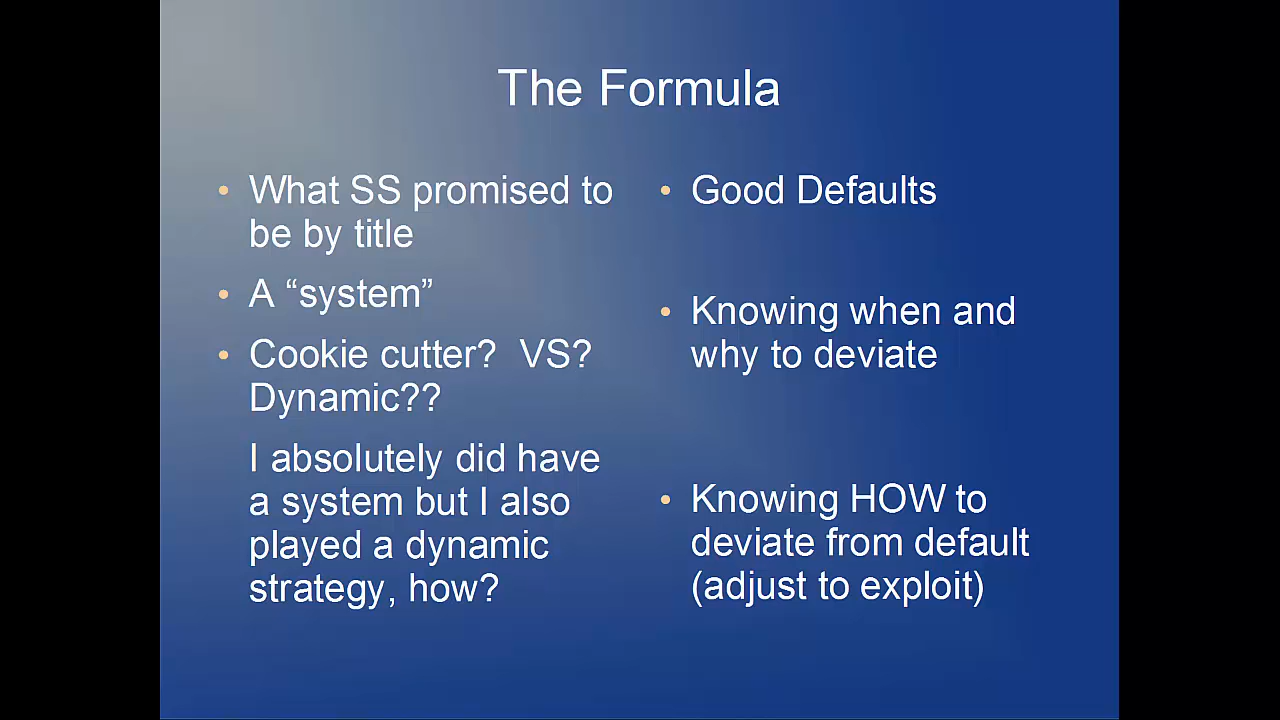 The Formula
• What SS promised to
be by title
• A “system”
• Cookie cutter?  VS?
Dynamic??
I absolutely did have
a system but I also
played a dynamic
strategy, how?
• Good Defaults
• Knowing when and
why to deviate
• Knowing HOW to
deviate from default
(adjust to exploit)